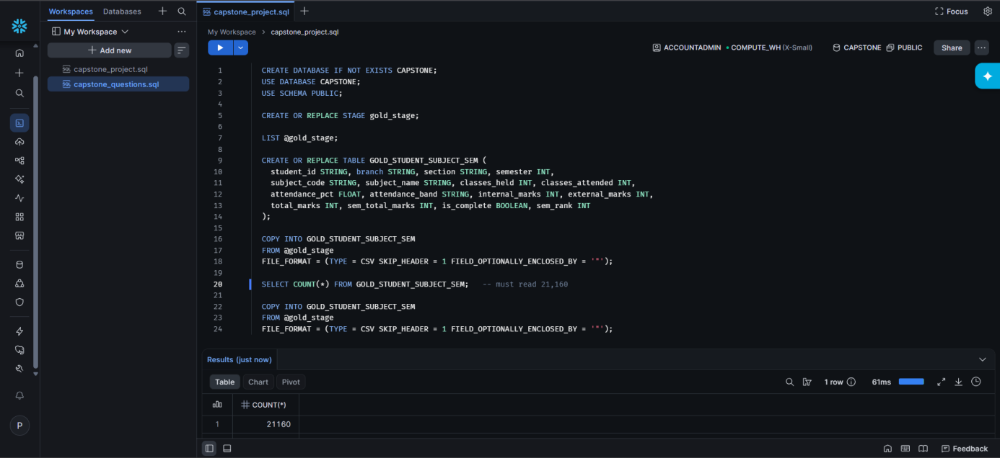 Workspaces Databases
capstone_project.sql
Focus
My Workspace
My Workspace > capstone_project.sql
Add new
ACCOUNTADMIN • COMPUTE_WH (X-Small) CAPSTONE PUBLIC Share
capstone_project.sql
capstone_questions.sql
1 CREATE DATABASE IF NOT EXISTS CAPSTONE;
2 USE DATABASE CAPSTONE;
3 USE SCHEMA PUBLIC;
4
5 CREATE OR REPLACE STAGE gold_stage;
6
7 LIST @gold_stage;
8
9 CREATE OR REPLACE TABLE GOLD_STUDENT_SUBJECT_SEM (
10 student_id STRING, branch STRING, section STRING, semester INT,
11 subject_code STRING, subject_name STRING, classes_held INT, classes_attended INT,
12 attendance_pct FLOAT, attendance_band STRING, internal_marks INT, external_marks INT,
13 total_marks INT, sem_total_marks INT, is_complete BOOLEAN, sem_rank INT
14 );
15
16 COPY INTO GOLD_STUDENT_SUBJECT_SEM
17 FROM @gold_stage
18 FILE_FORMAT = (TYPE = CSV SKIP_HEADER = 1 FIELD_OPTIONALLY_ENCLOSED_BY = '"');
19
20 SELECT COUNT(*) FROM GOLD_STUDENT_SUBJECT_SEM; -- must read 21,160
21
22 COPY INTO GOLD_STUDENT_SUBJECT_SEM
23 FROM @gold_stage
24 FILE_FORMAT = (TYPE = CSV SKIP_HEADER = 1 FIELD_OPTIONALLY_ENCLOSED_BY = '"');
Results (just now)
Table Chart Pivot
1 row 61ms
COUNT(*)
1 21160
P
Feedback